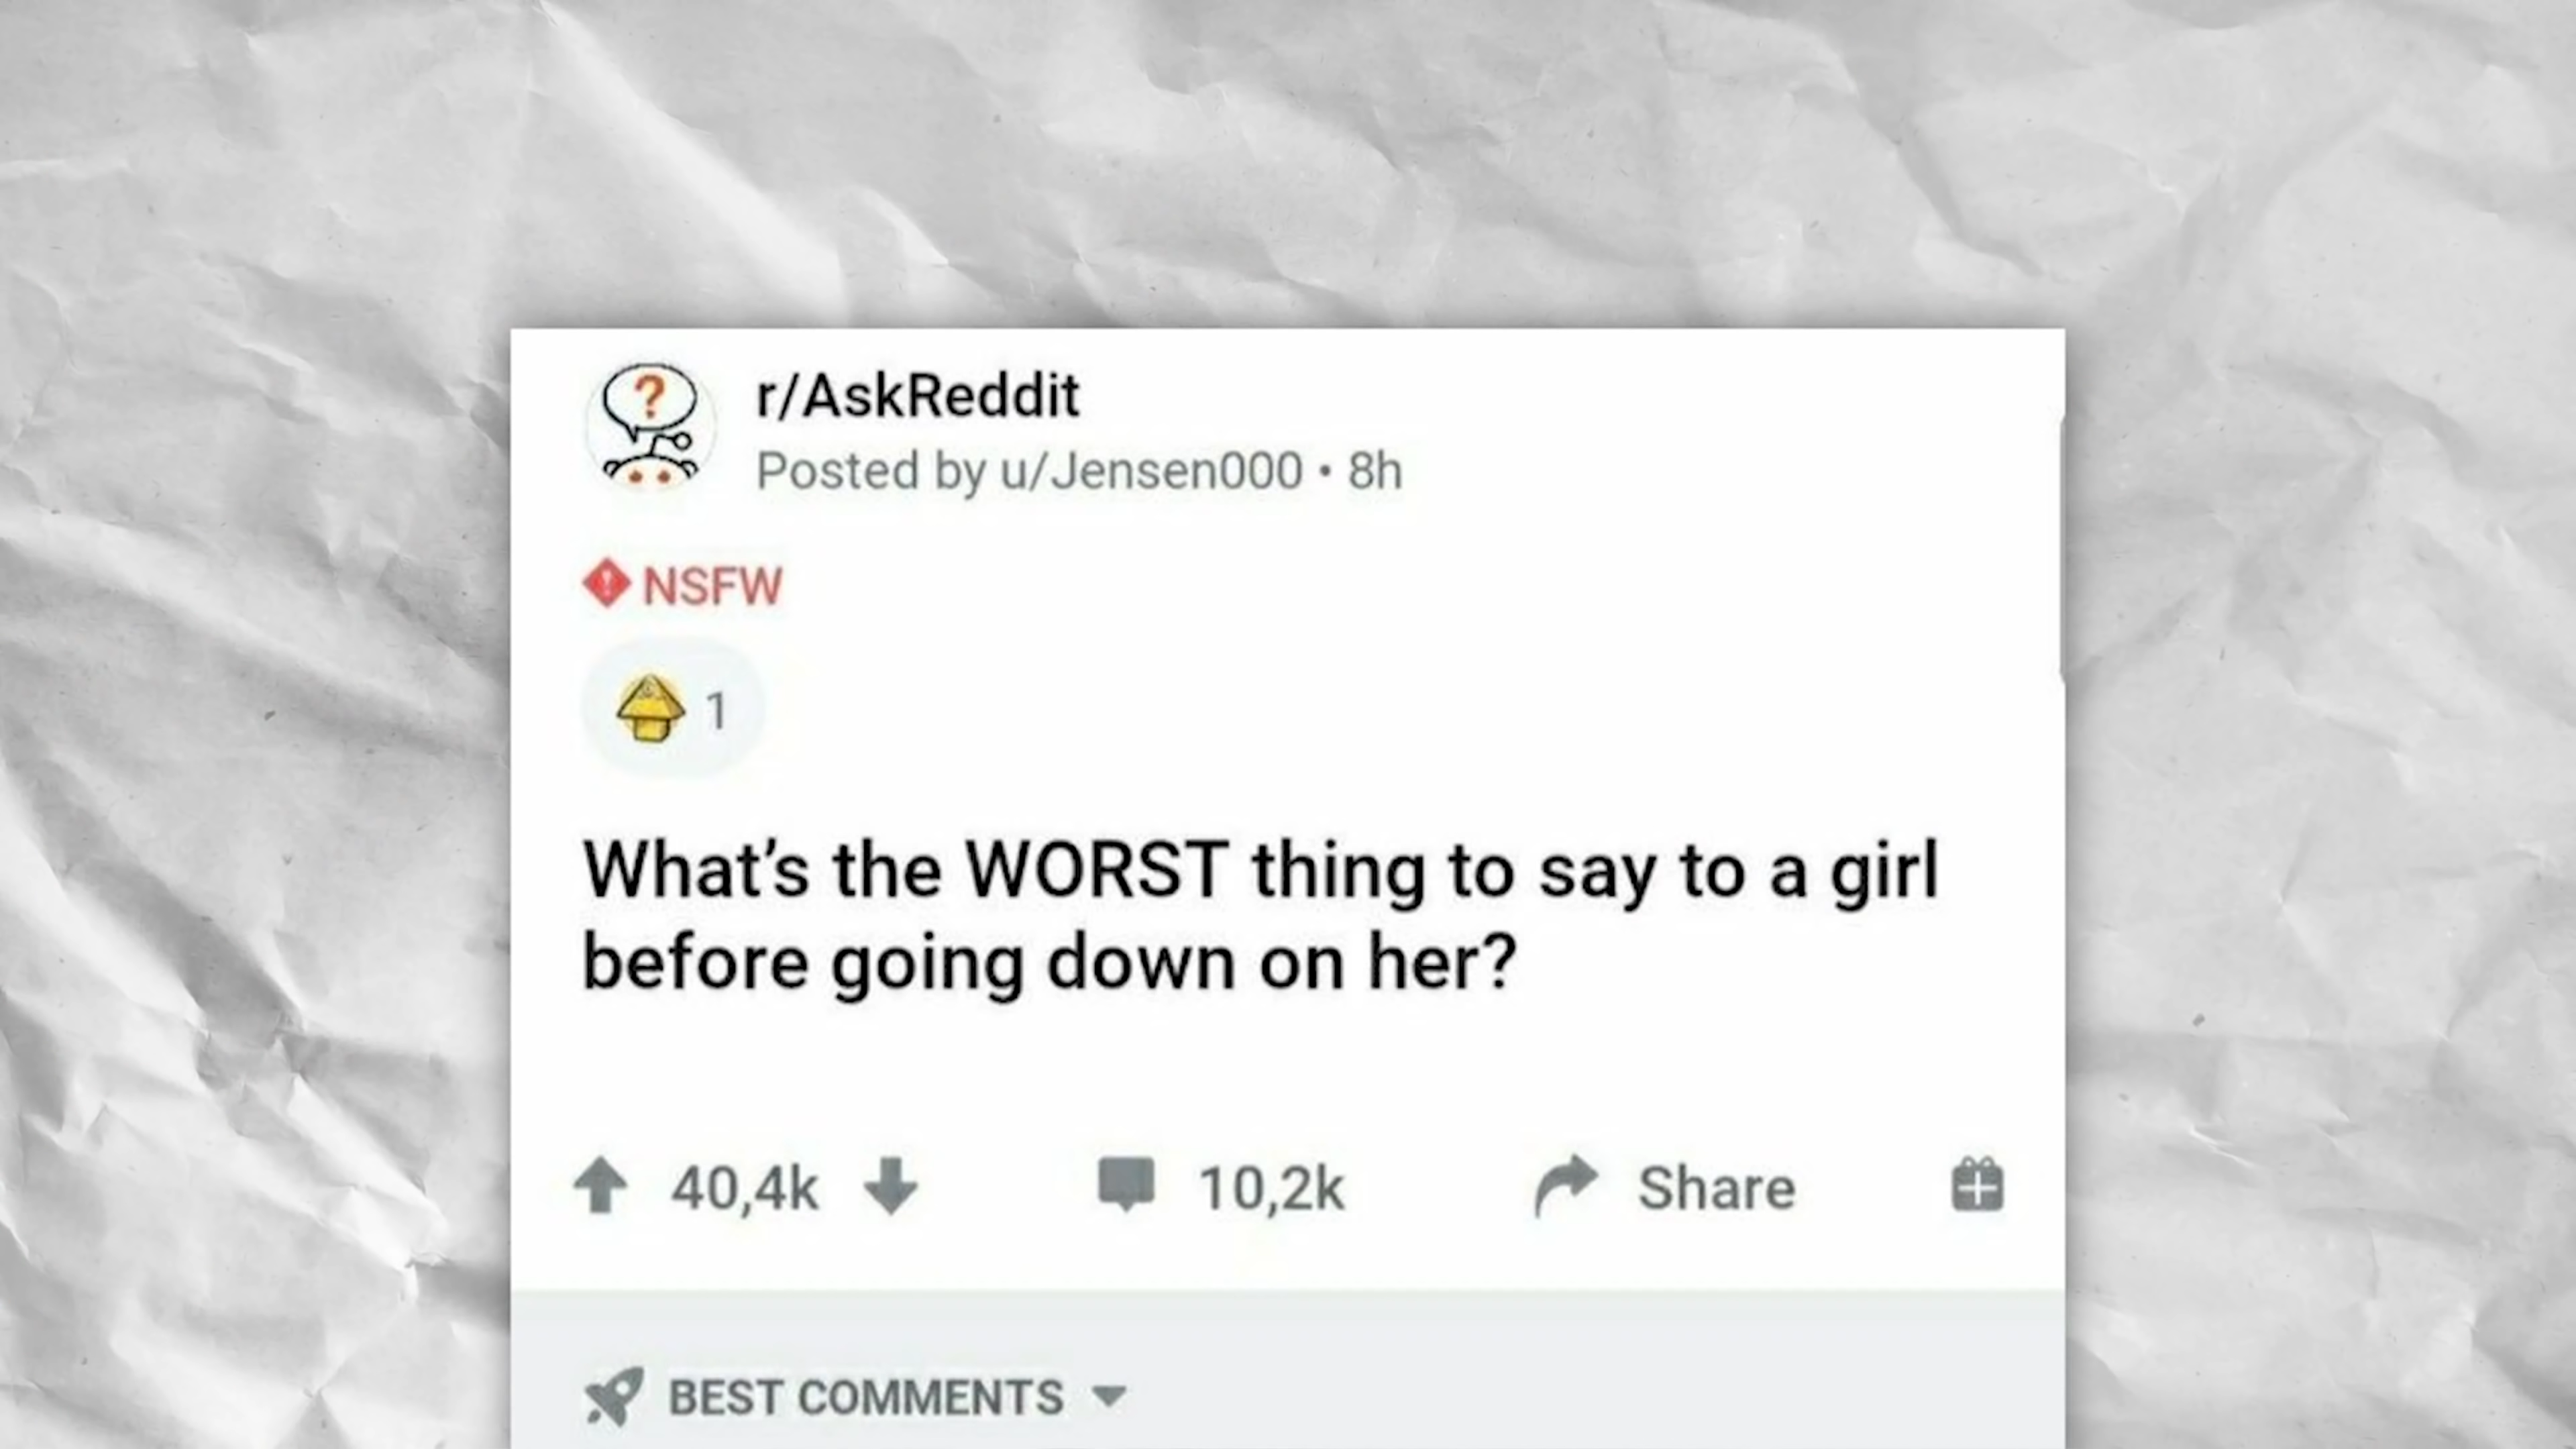 ?
r/AskReddit
Posted by u/Jensen000 • 8h
NSFW
1
What's the WORST thing to say to a girl
before going down on her?
40,4k
10,2k
Share
BEST COMMENTS